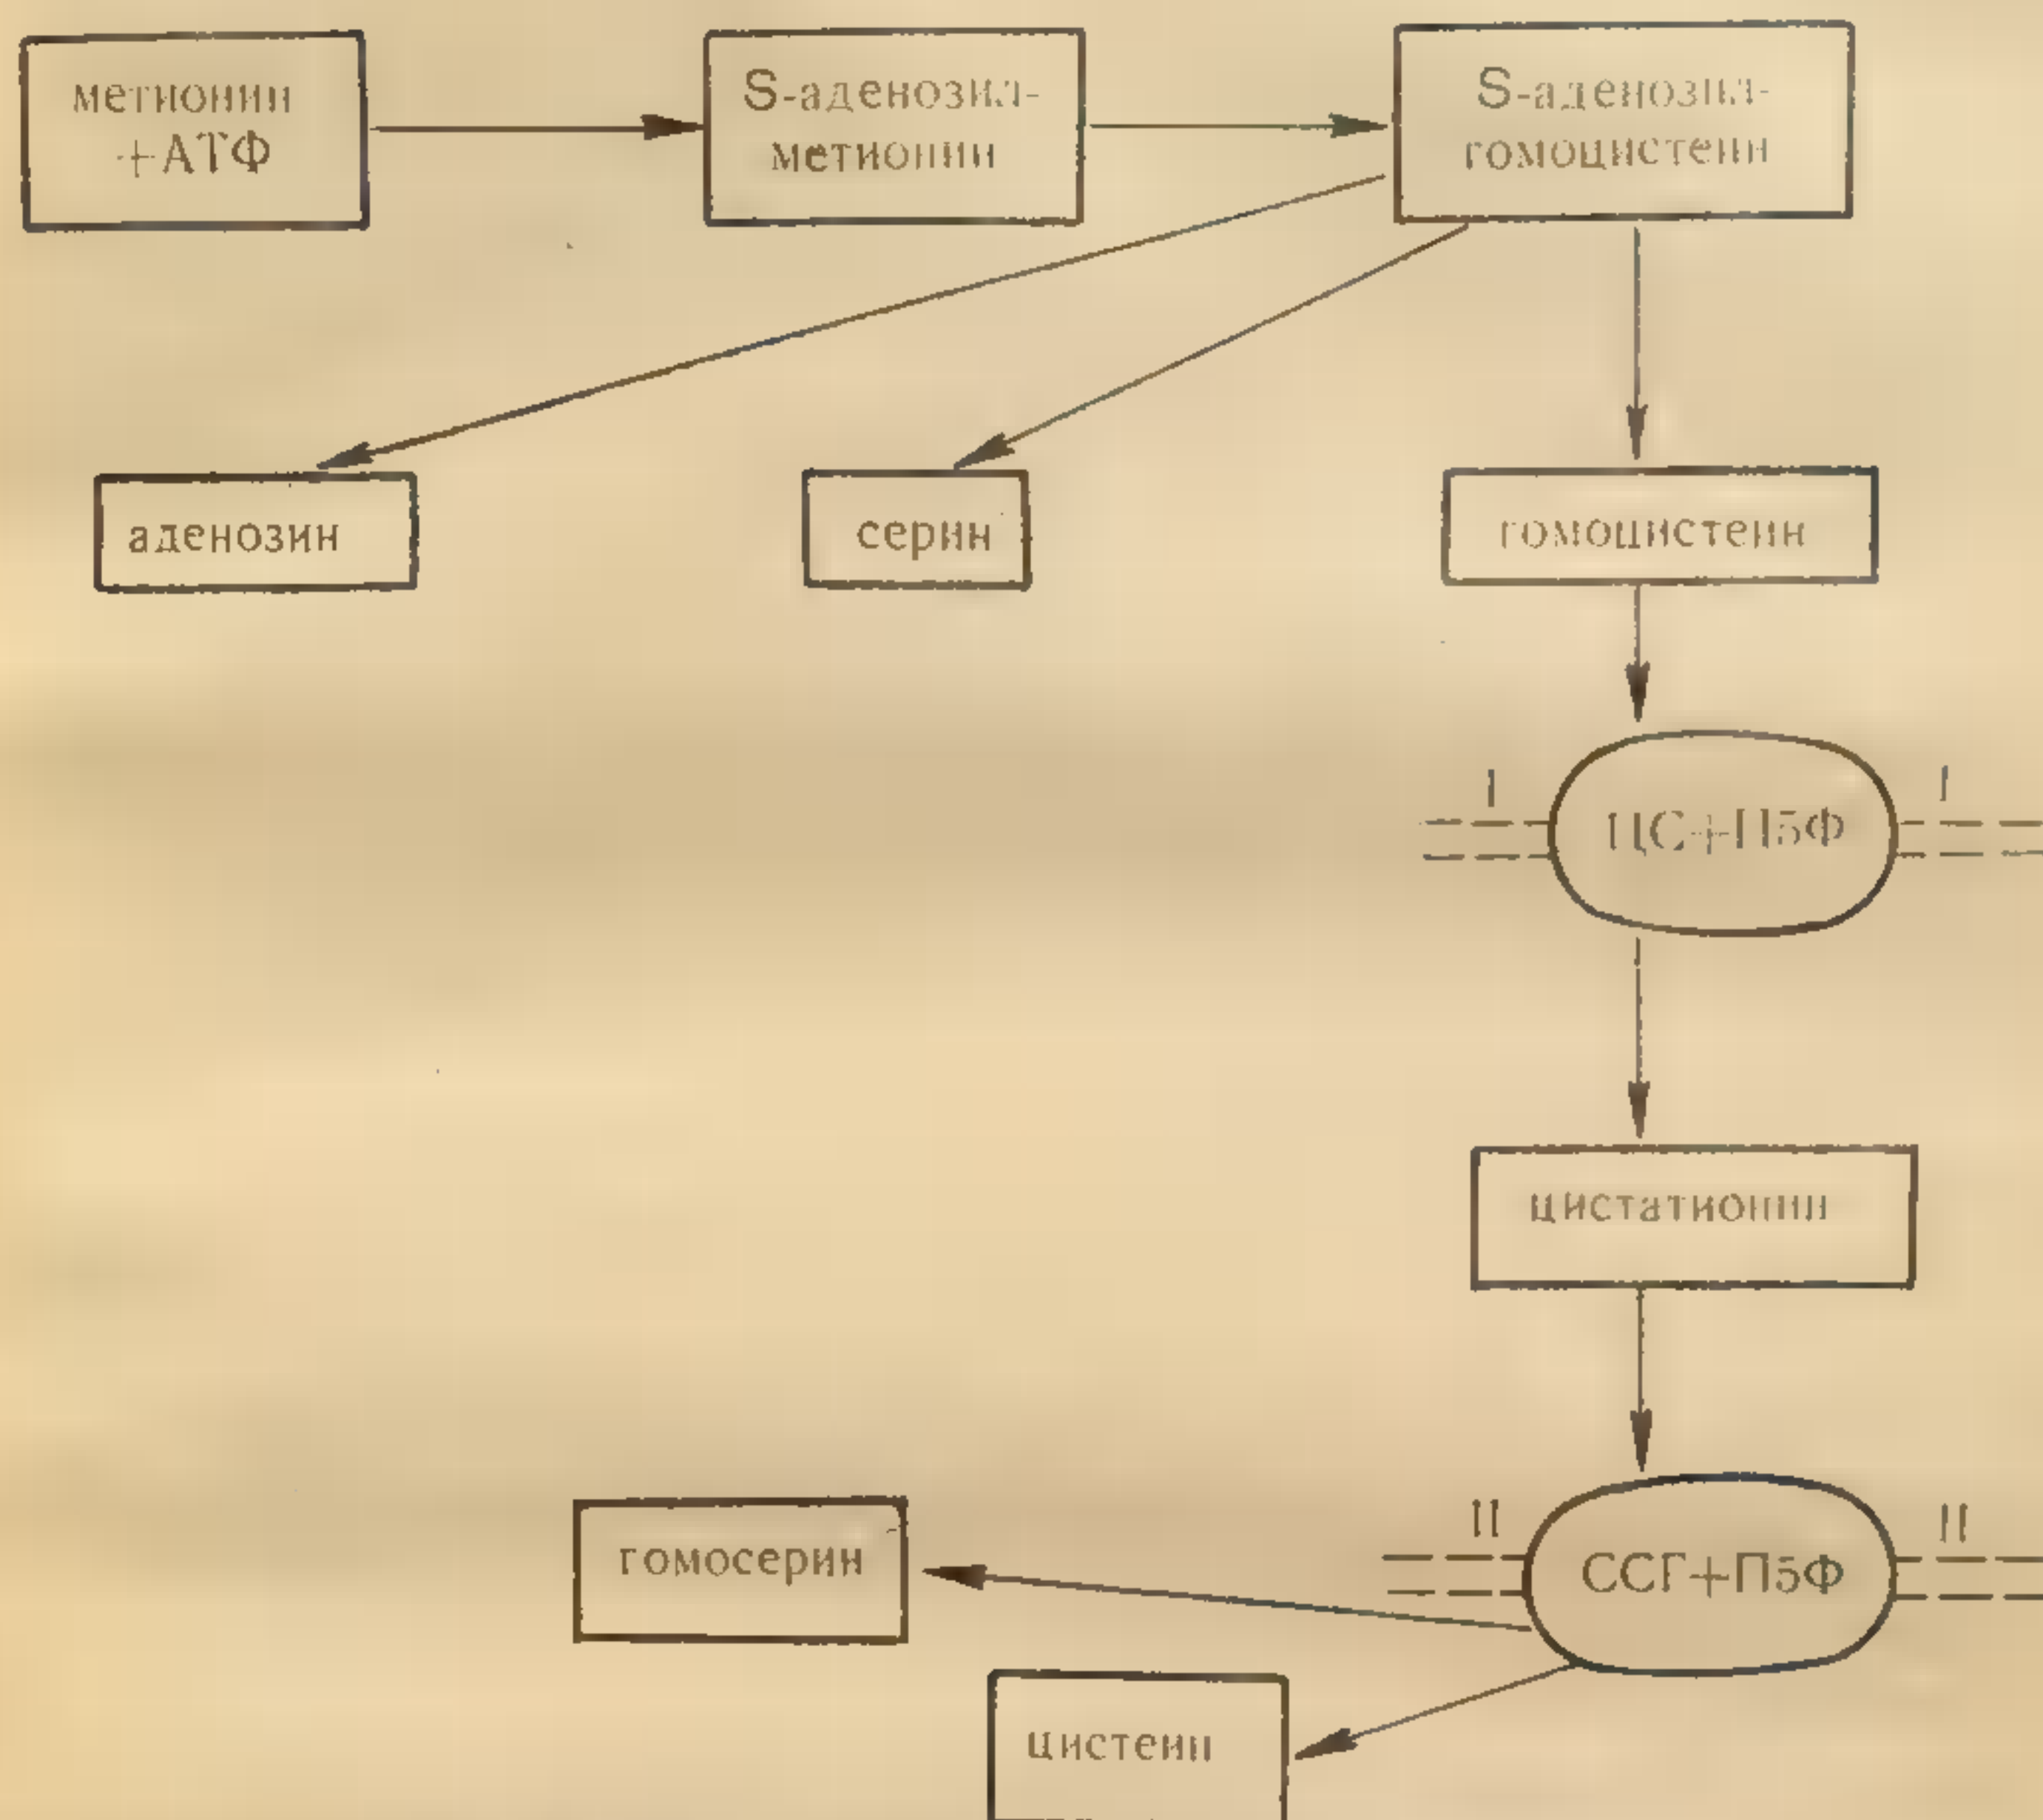 метионин
+АТФ
S-аденозил-
метионин
S-аденозил-
гомоцистеин
аденозин
серин
гомоцистеин
I
ЦС+П5Ф
I
цистатионин
гомосерин
II
ССГ+П5Ф
II
цистеин